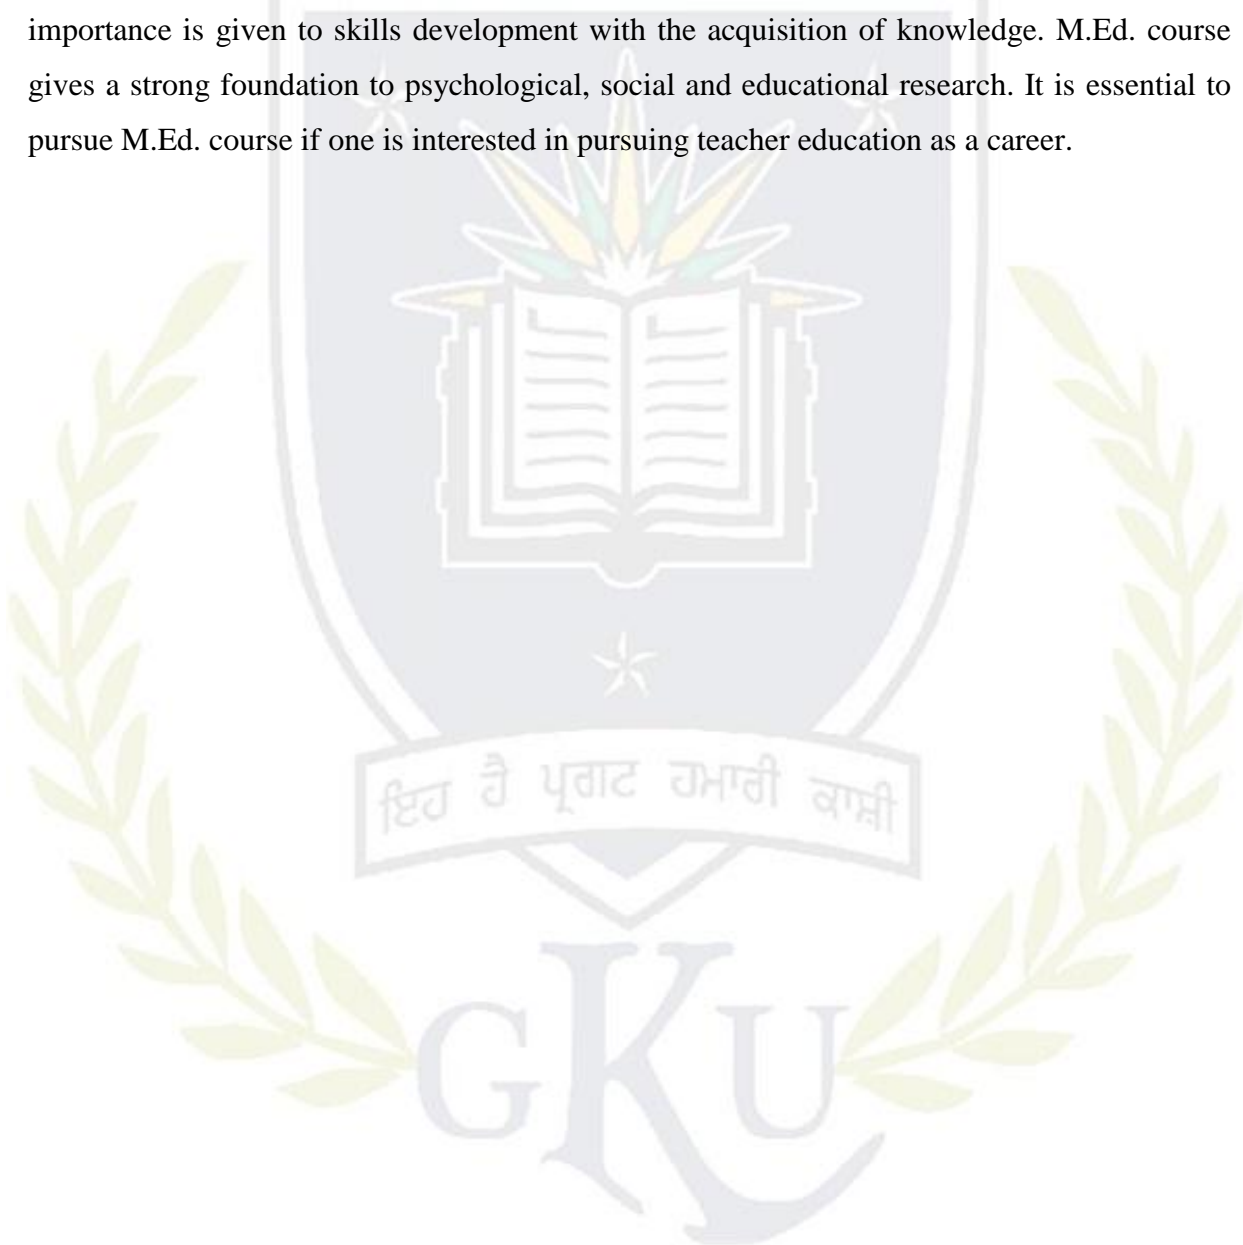 importance is given to skills development with the acquisition of knowledge. M.Ed. course
gives a strong foundation to psychological, social and educational research. It is essential to
pursue M.Ed. course if one is interested in pursuing teacher education as a career.
ਇਹ ਹੈ ਪ੍ਰਗਟ ਹਮਾਰੀ ਕਾਸ਼ੀ
GKU